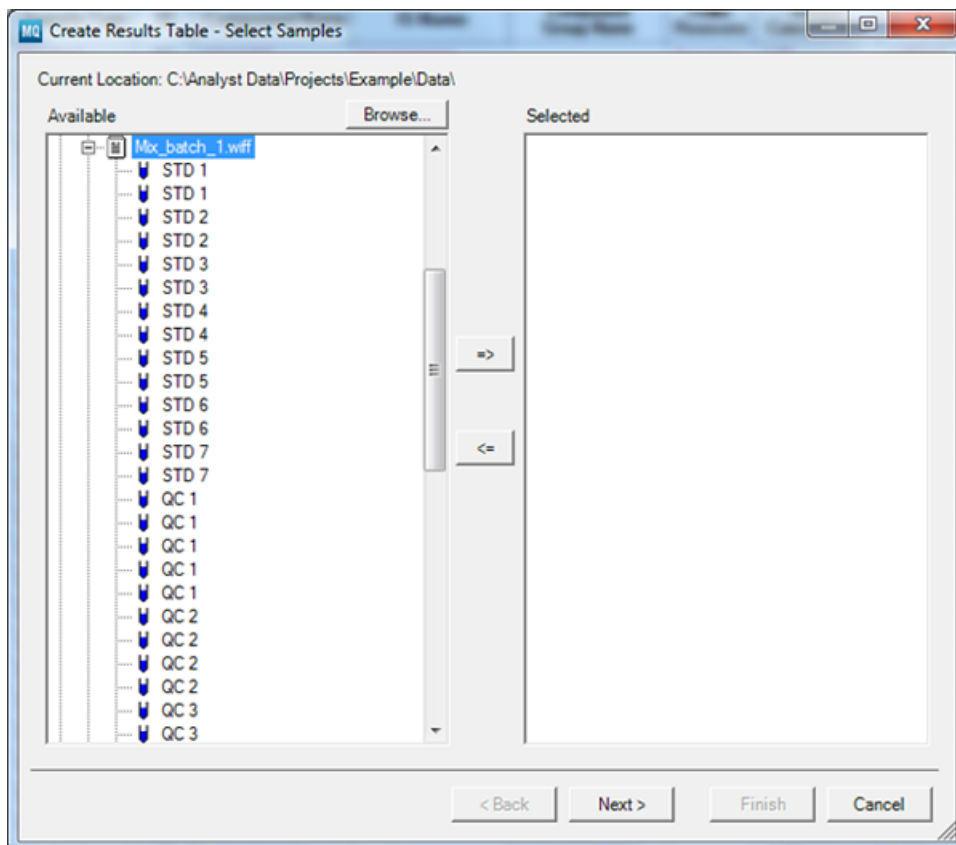 MQ Create Results Table - Select Samples
Group Name
Current Location: C:\Analyst Data\Projects\Example\Data\
Available
Browse...
Selected
Mix_batch_1.wiff
STD 1
STD 1
STD 2
STD 2
STD 3
STD 3
STD 4
STD 4
STD 5
STD 5
STD 6
STD 6
STD 7
STD 7
QC 1
QC 1
QC 1
QC 1
QC 1
QC 2
QC 2
QC 2
QC 2
QC 3
QC 3
=>
<=
< Back
Next >
Finish
Cancel